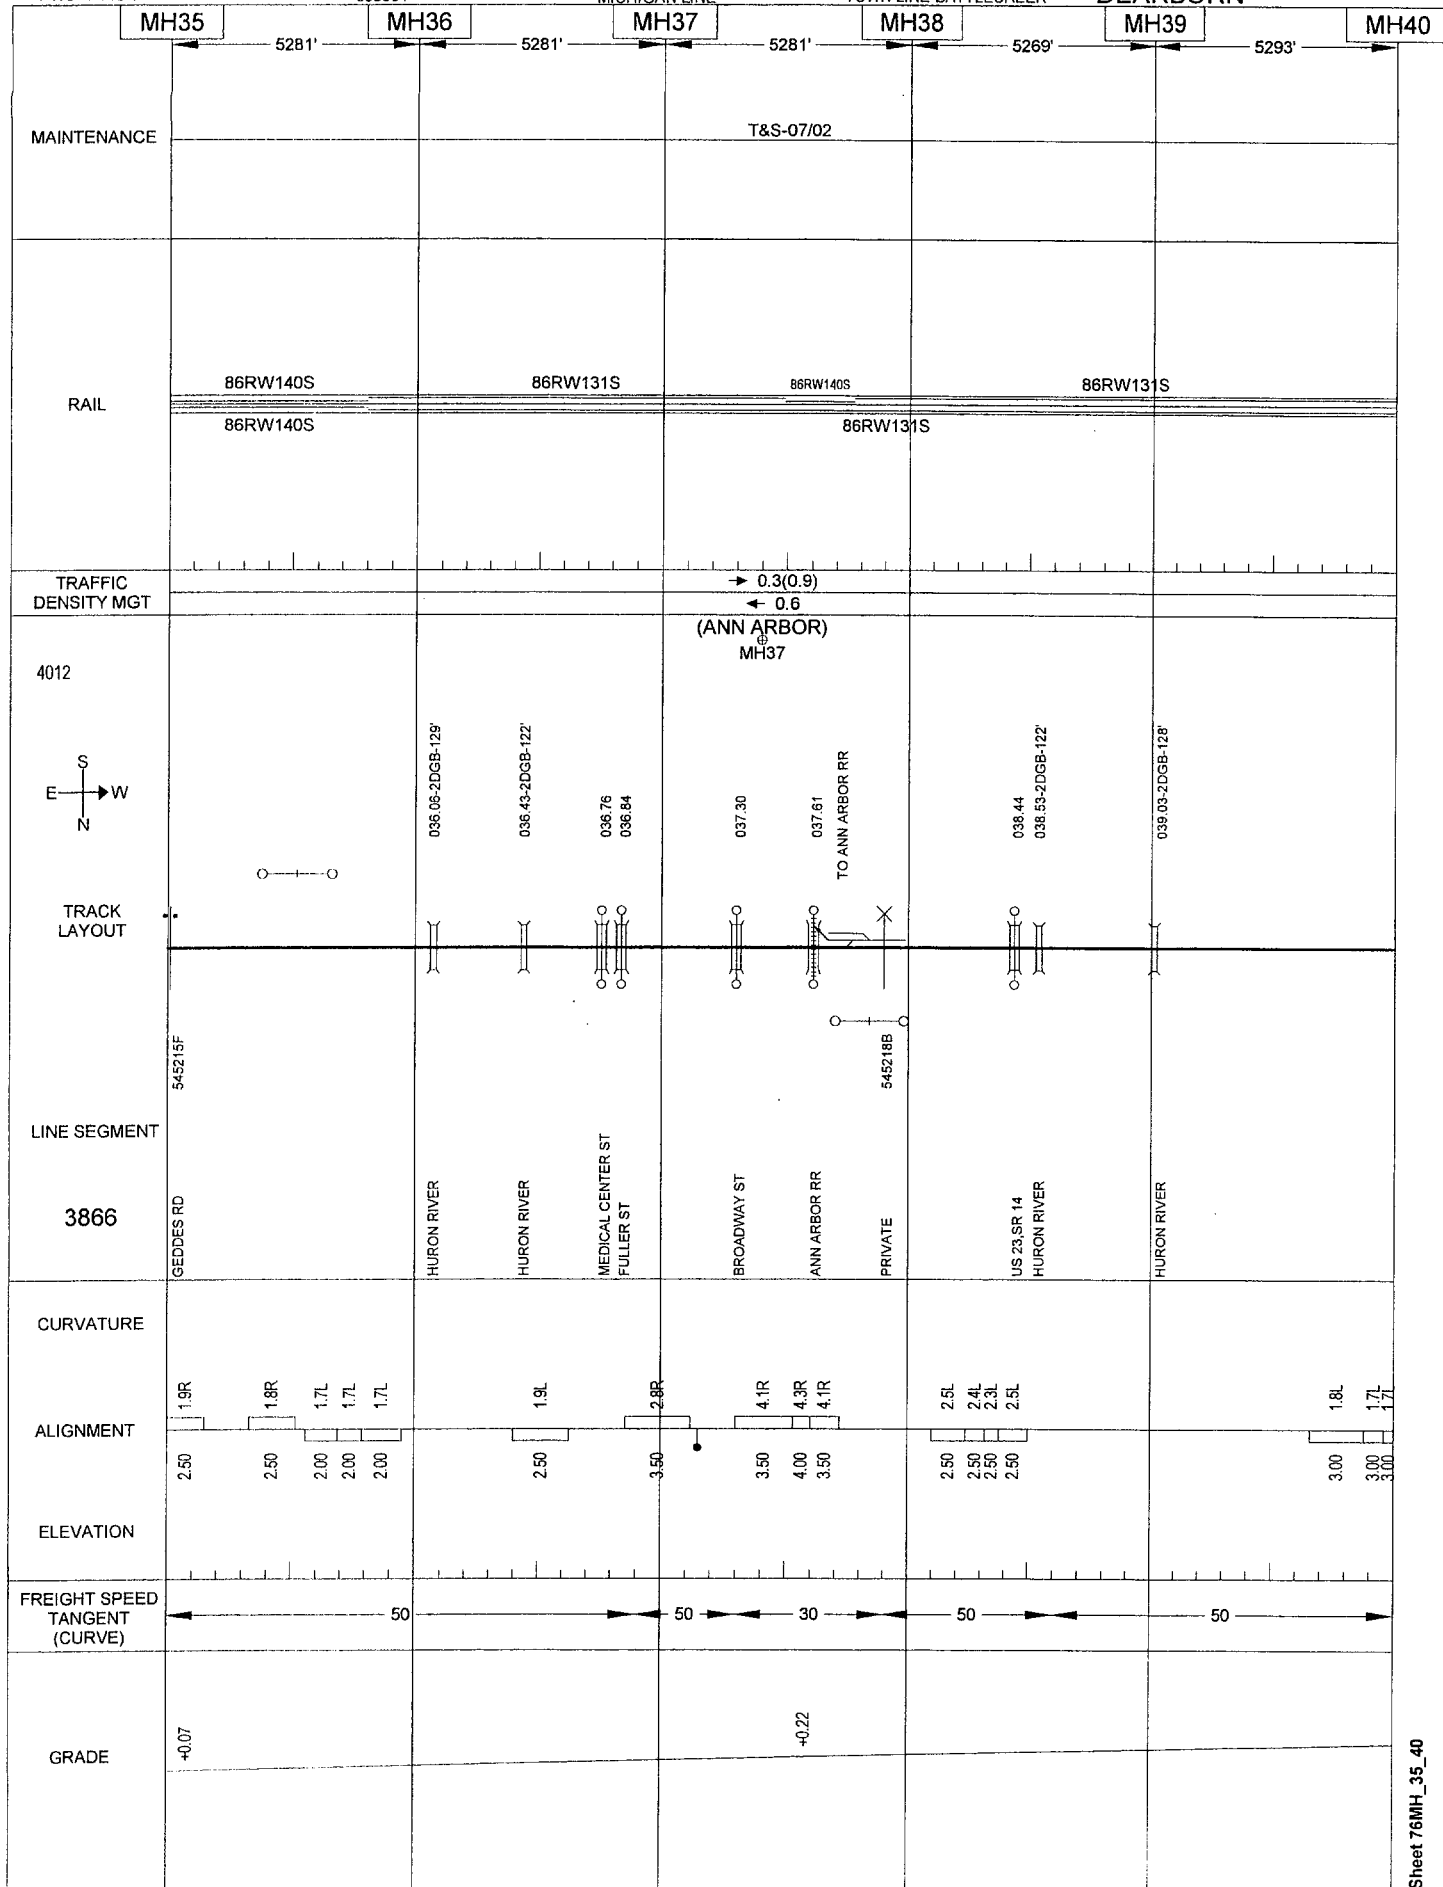 DEARBORN
MH35 MH36 MH37 MH38 MH39 MH40
5281' 5281' 5281' 5269' 5293'
MAINTENANCE
T&S-07/02
RAIL
86RW140S 86RW131S 86RW140S 86RW131S
86RW140S 86RW131S
TRAFFIC
DENSITY MGT
0.3(0.9)
0.6
(ANN ARBOR)
MH37
4012
S
E W
N
036.06-2DGB-129'
036.43-2DGB-122'
036.76
036.84
037.30
037.61
TO ANN ARBOR RR
038.44
038.53-2DGB-122'
039.03-2DGB-128'
TRACK
LAYOUT
545215F
545218B
LINE SEGMENT
3866
GEDDES RD
HURON RIVER
HURON RIVER
MEDICAL CENTER ST
FULLER ST
BROADWAY ST
ANN ARBOR RR
PRIVATE
US 23,SR 14
HURON RIVER
HURON RIVER
CURVATURE
1.9R 1.8R 1.7L 1.7L 1.7L 1.9L 2.8R 4.1R 4.3R 4.1R 2.5L 2.4L 2.3L 2.5L 1.8L 1.7L 1.7L
ALIGNMENT
2.50 2.50 2.00 2.00 2.00 2.50 3.50 3.50 4.00 3.50 2.50 2.50 2.50 2.50 3.00 3.00 3.00
ELEVATION
FREIGHT SPEED
TANGENT
(CURVE)
50 50 30 50 50
GRADE
+0.07
+0.22
Sheet 76MH_35_40